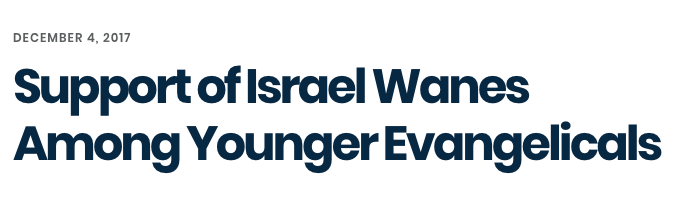 DECEMBER 4, 2017
Support of Israel Wanes
Among Younger Evangelicals